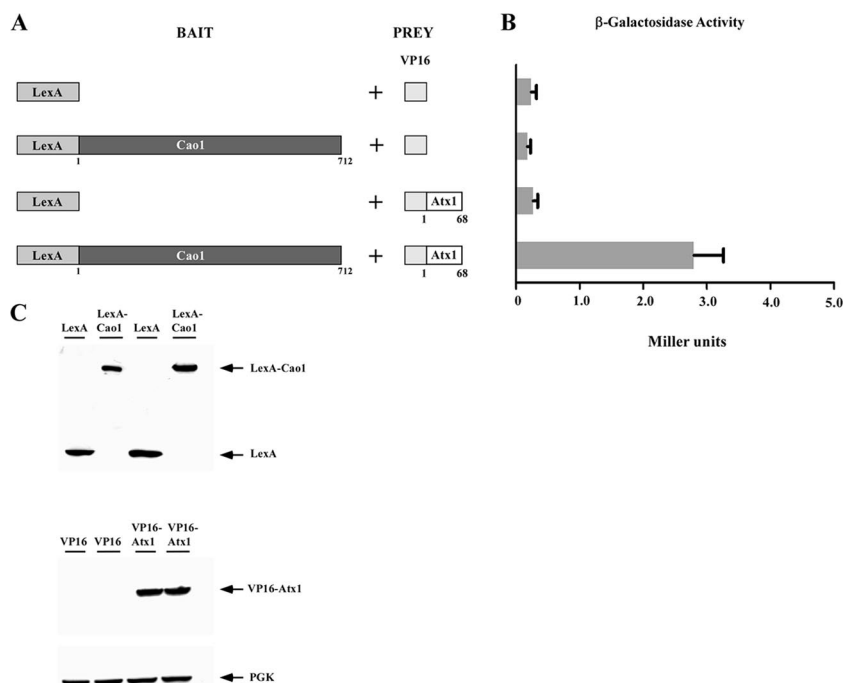 A
BAIT
PREY
VP16
LexA
+
LexA
Cao1
+
1
712
LexA
+
Atx1
1
68
LexA
Cao1
+
Atx1
1
712
1
68
B
β-Galactosidase Activity
0
1.0
2.0
3.0
4.0
5.0
Miller units
C
LexA
LexA-
Cao1
LexA
LexA-
Cao1
LexA-Cao1
LexA
VP16
VP16
VP16-
Atx1
VP16-
Atx1
VP16-Atx1
PGK